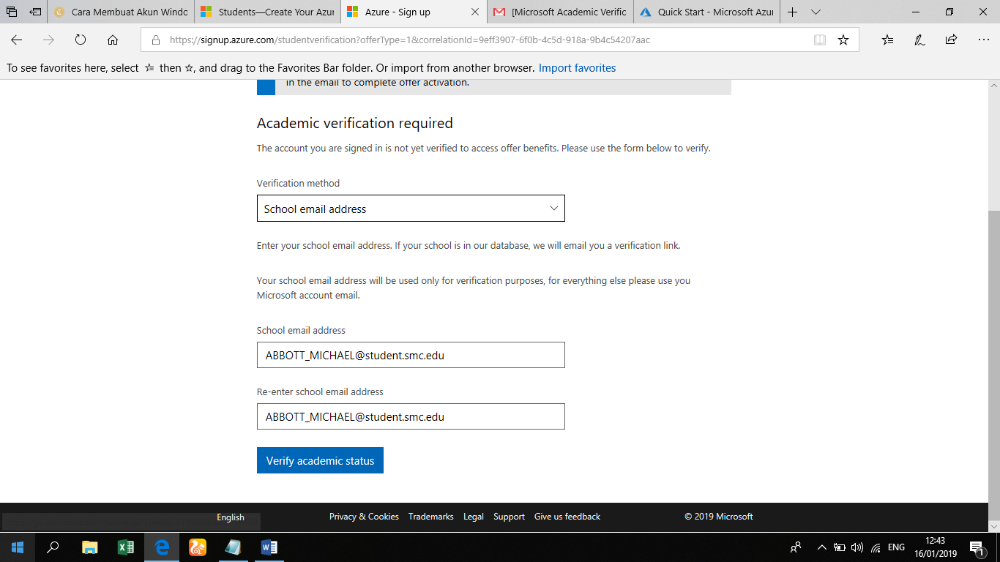 Cara Membuat Akun Windo
Students—Create Your Azur
Azure - Sign up
[Microsoft Academic Verific
Quick Start - Microsoft Azur
https://signup.azure.com/studentverification?offerType=1&correlationId=9eff3907-6f0b-4c5d-918a-9b4c54207aac
To see favorites here, select then ☆, and drag to the Favorites Bar folder. Or import from another browser. Import favorites
in the email to complete offer activation.
Academic verification required
The account you are signed in is not yet verified to access offer benefits. Please use the form below to verify.
Verification method
School email address
Enter your school email address. If your school is in our database, we will email you a verification link.
Your school email address will be used only for verification purposes, for everything else please use you
Microsoft account email.
School email address
ABBOTT_MICHAEL@student.smc.edu
Re-enter school email address
ABBOTT_MICHAEL@student.smc.edu
Verify academic status
English
Privacy & Cookies Trademarks Legal Support Give us feedback
© 2019 Microsoft
ENG
12:43
16/01/2019
1